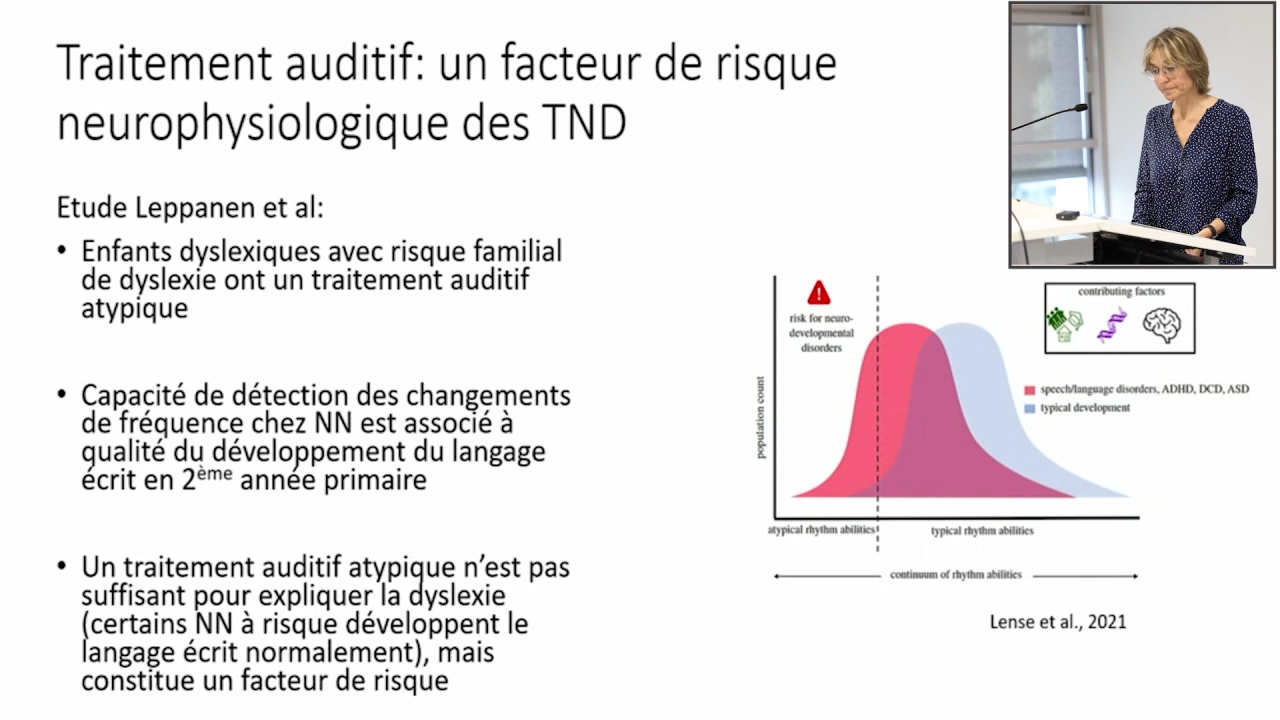 Traitement auditif: un facteur de risque
neurophysiologique des TND
Etude Leppanen et al:
• Enfants dyslexiques avec risque familial
de dyslexie ont un traitement auditif
atypique
• Capacité de détection des changements
de fréquence chez NN est associé à
qualité du développement du langage
écrit en 2ème année primaire
• Un traitement auditif atypique n’est pas
suffisant pour expliquer la dyslexie
(certains NN à risque développent le
langage écrit normalement), mais
constitue un facteur de risque
risk for neuro-
developmental
disorders
contributing factors
speech/language disorders, ADHD, DCD, ASD
typical development
population count
atypical rhythm abilities
typical rhythm abilities
continuum of rhythm abilities
Lense et al., 2021